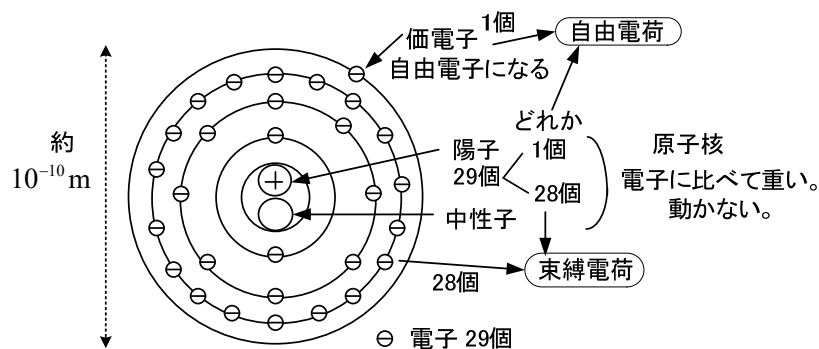 価電子 1個
自由電子になる
自由電荷
約
10⁻¹⁰ m
どれか
1個
陽子
29個
28個
中性子
原子核
電子に比べて重い。
動かない。
28個
束縛電荷
電子 29個